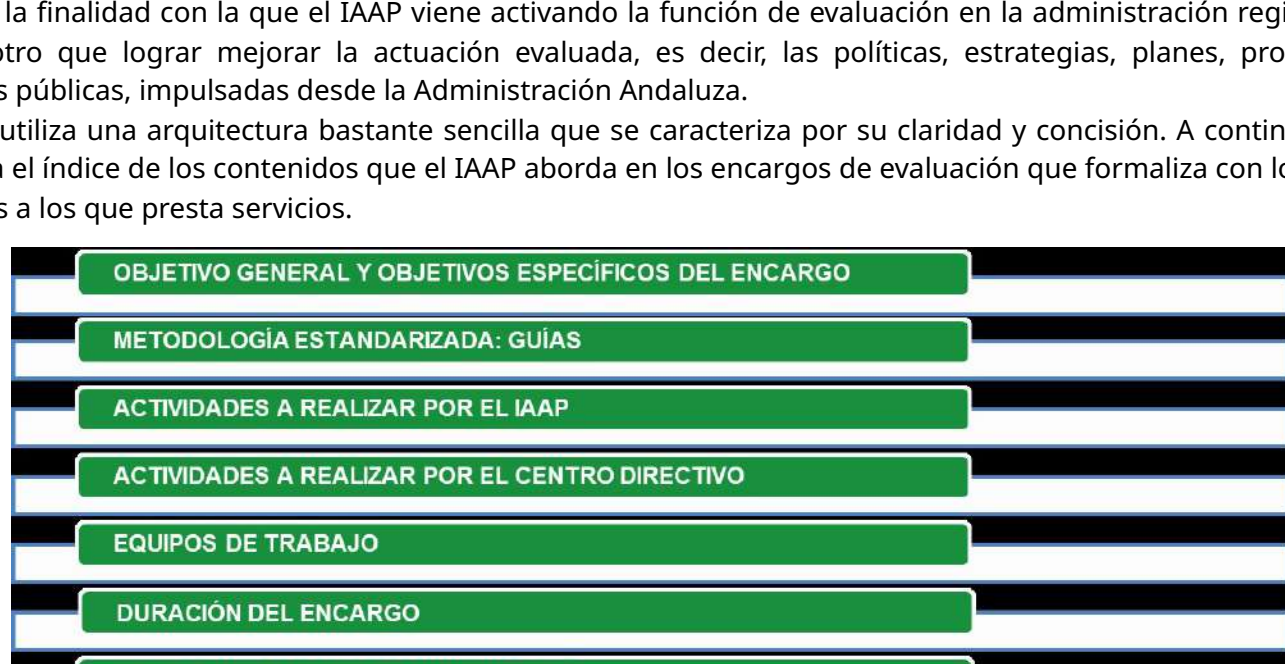 la finalidad con la que el IAAP viene activando la función de evaluación en la administración regi
otro que lograr mejorar la actuación evaluada, es decir, las políticas, estrategias, planes, pro
s públicas, impulsadas desde la Administración Andaluza.
utiliza una arquitectura bastante sencilla que se caracteriza por su claridad y concisión. A contin
el índice de los contenidos que el IAAP aborda en los encargos de evaluación que formaliza con lo
s a los que presta servicios.
OBJETIVO GENERAL Y OBJETIVOS ESPECÍFICOS DEL ENCARGO
METODOLOGÍA ESTANDARIZADA: GUÍAS
ACTIVIDADES A REALIZAR POR EL IAAP
ACTIVIDADES A REALIZAR POR EL CENTRO DIRECTIVO
EQUIPOS DE TRABAJO
DURACIÓN DEL ENCARGO